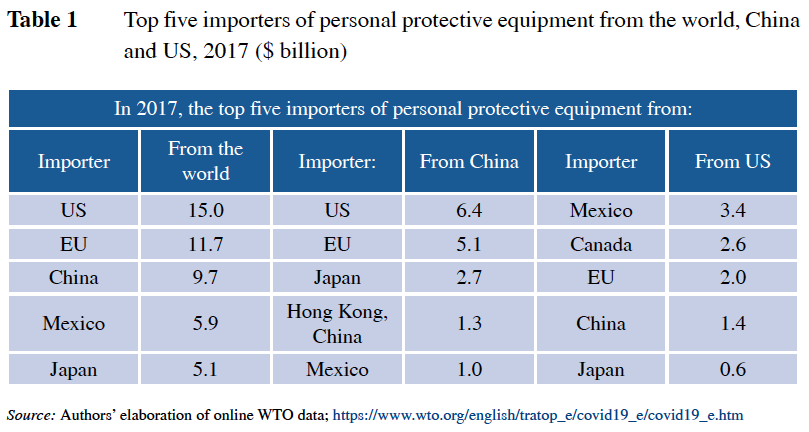 Table 1 Top five importers of personal protective equipment from the world, China
and US, 2017 ($ billion)
In 2017, the top five importers of personal protective equipment from:
Importer From the world Importer: From China Importer From US
US 15.0 US 6.4 Mexico 3.4
EU 11.7 EU 5.1 Canada 2.6
China 9.7 Japan 2.7 EU 2.0
Mexico 5.9 Hong Kong, China 1.3 China 1.4
Japan 5.1 Mexico 1.0 Japan 0.6
Source: Authors’ elaboration of online WTO data; https://www.wto.org/english/tratop_e/covid19_e/covid19_e.htm